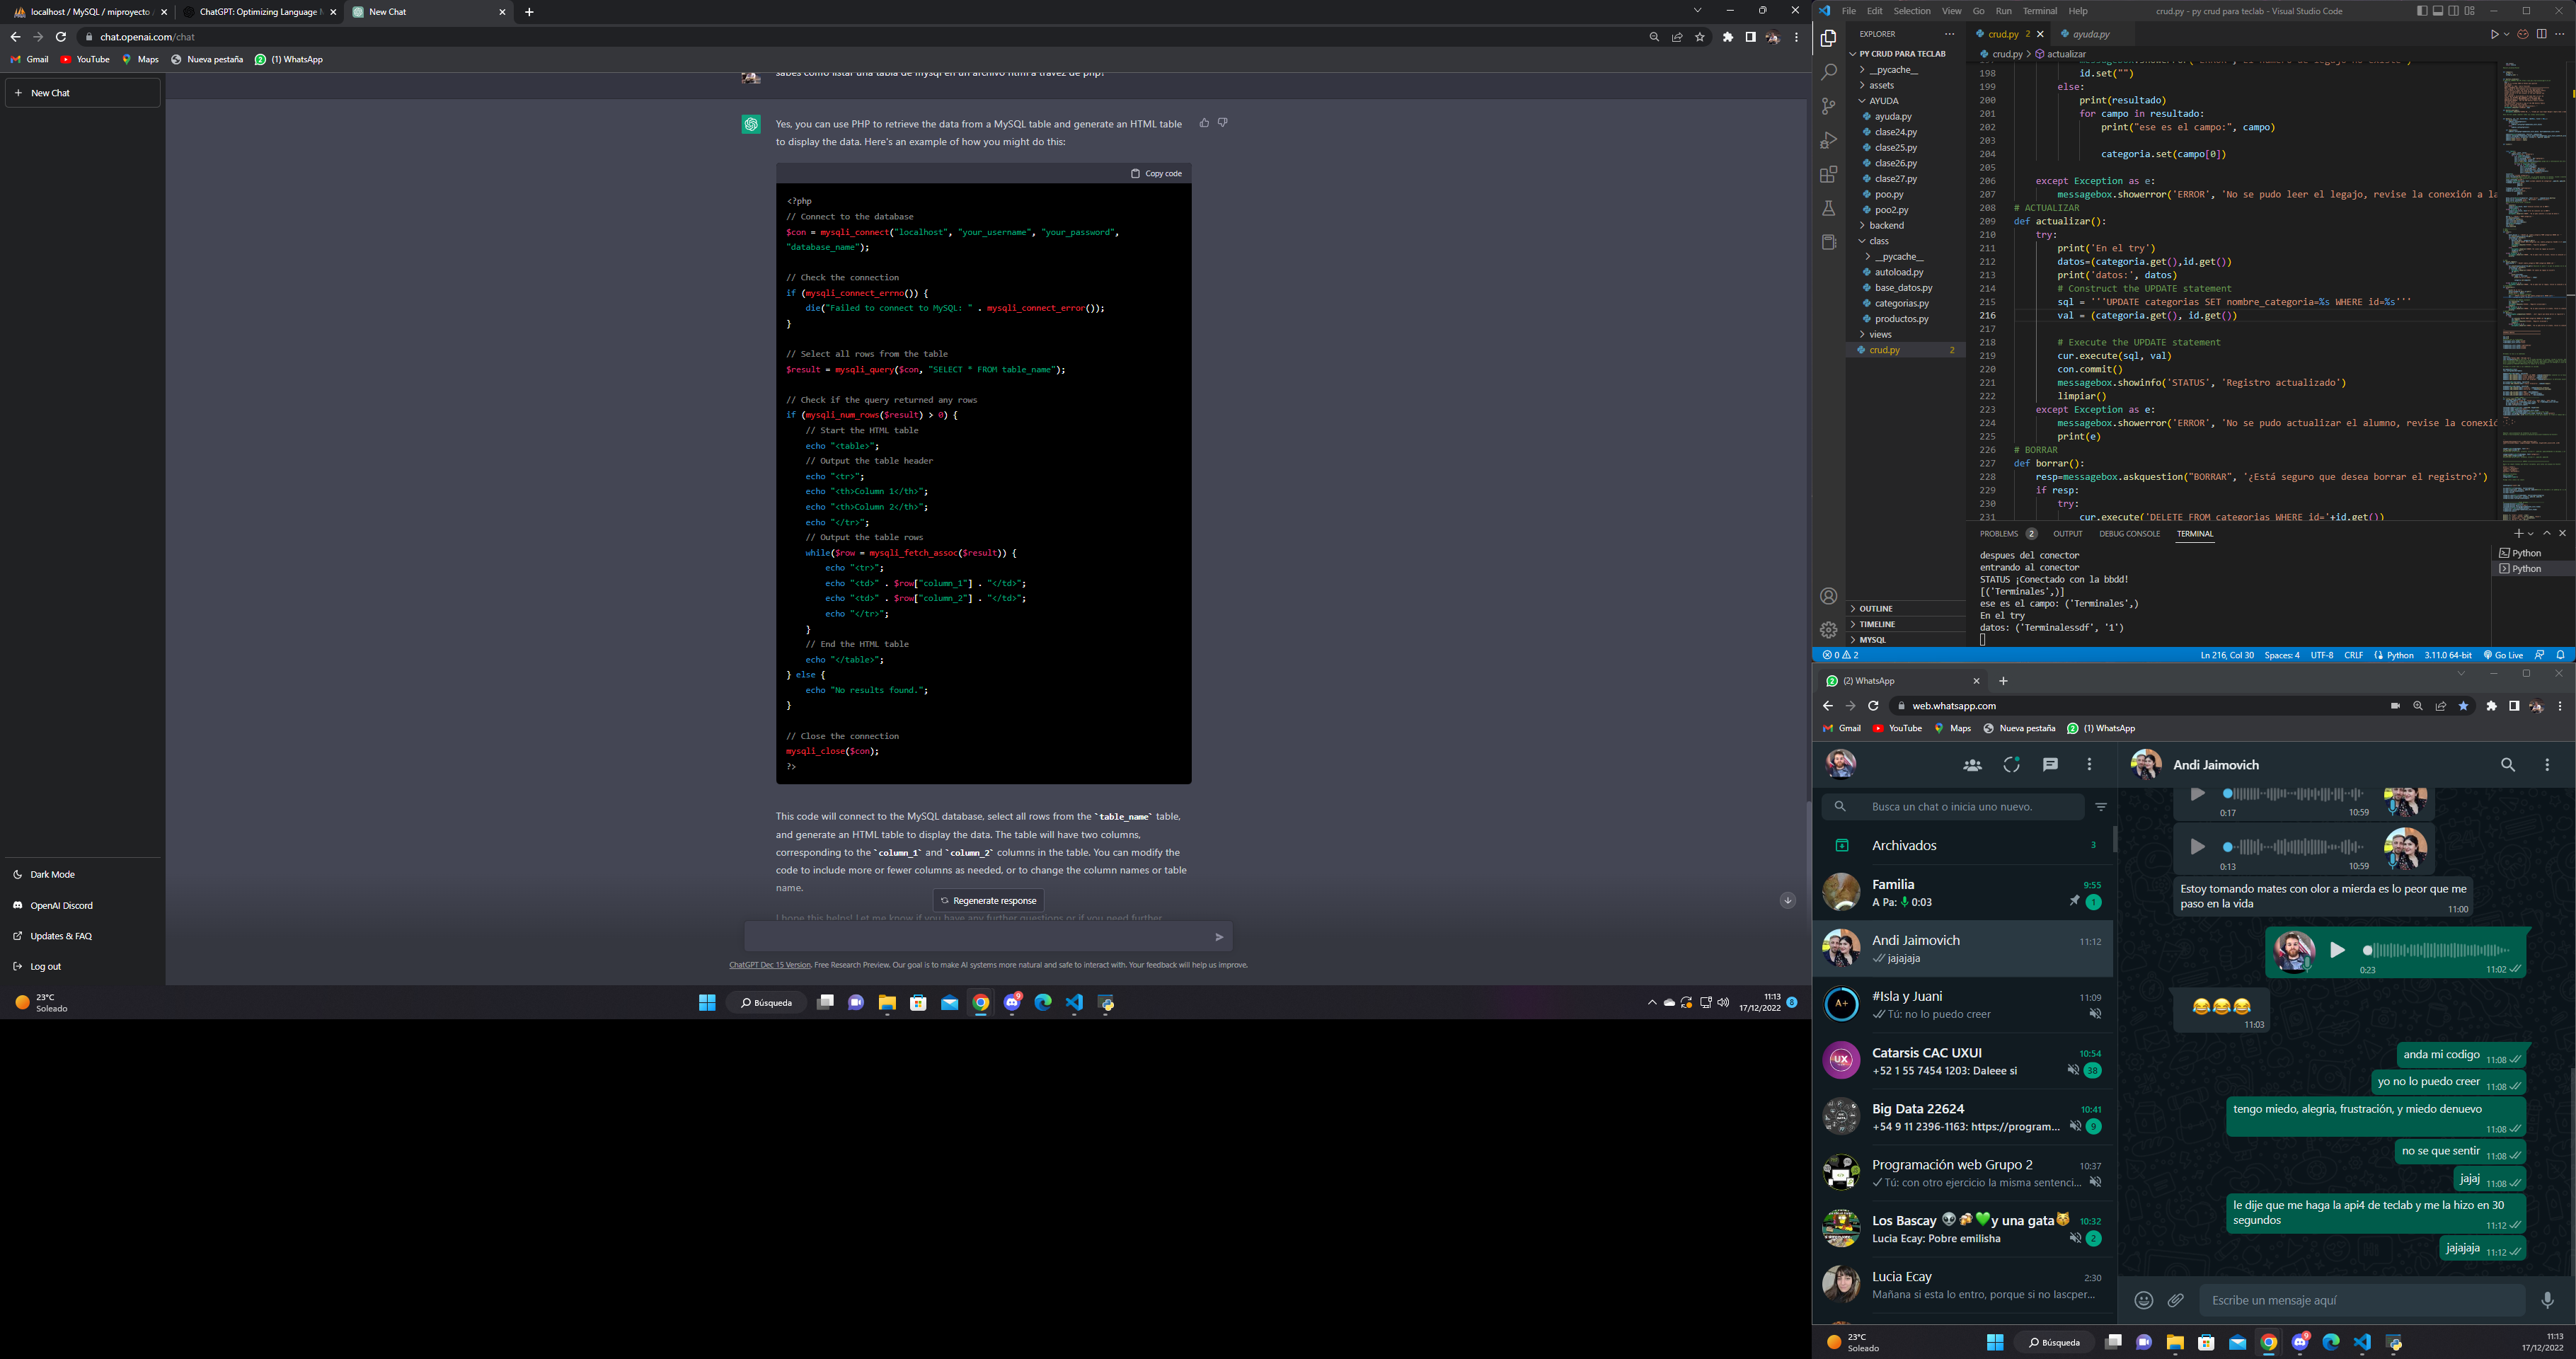 localhost / MySQL / miproyecto
ChatGPT: Optimizing Language
New Chat
chat.openai.com/chat
Gmail
YouTube
Maps
Nueva pestaña
(1) WhatsApp
New Chat
Dark Mode
OpenAI Discord
Updates & FAQ
Log out
sabes como listar una tabla de mysql en un archivo html a travez de php?
Yes, you can use PHP to retrieve the data from a MySQL table and generate an HTML table
to display the data. Here's an example of how you might do this:
Copy code
<?php
// Connect to the database
$con = mysqli_connect("localhost", "your_username", "your_password",
"database_name");
// Check the connection
if (mysqli_connect_errno()) {
die("Failed to connect to MySQL: " . mysqli_connect_error());
}
// Select all rows from the table
$result = mysqli_query($con, "SELECT * FROM table_name");
// Check if the query returned any rows
if (mysqli_num_rows($result) > 0) {
// Start the HTML table
echo "<table>";
// Output the table header
echo "<tr>";
echo "<th>Column 1</th>";
echo "<th>Column 2</th>";
echo "</tr>";
// Output the table rows
while($row = mysqli_fetch_assoc($result)) {
echo "<tr>";
echo "<td>" . $row["column_1"] . "</td>";
echo "<td>" . $row["column_2"] . "</td>";
echo "</tr>";
}
// End the HTML table
echo "</table>";
} else {
echo "No results found.";
}
// Close the connection
mysqli_close($con);
?>
This code will connect to the MySQL database, select all rows from the `table_name` table,
and generate an HTML table to display the data. The table will have two columns,
corresponding to the `column_1` and `column_2` columns in the table. You can modify the
code to include more or fewer columns as needed, or to change the column names or table
name.
Regenerate response
I hope this helps! Let me know if you have any further questions or if you need further
ChatGPT Dec 15 Version. Free Research Preview. Our goal is to make AI systems more natural and safe to interact with. Your feedback will help us improve.
23°C
Soleado
Búsqueda
11:13
17/12/2022
8
File Edit Selection View Go Run Terminal Help
crud.py - py crud para teclab - Visual Studio Code
EXPLORER
PY CRUD PARA TECLAB
__pycache__
assets
AYUDA
ayuda.py
clase24.py
clase25.py
clase26.py
clase27.py
poo.py
poo2.py
backend
class
__pycache__
autoload.py
base_datos.py
categorias.py
productos.py
views
crud.py 2
OUTLINE
TIMELINE
MYSQL
crud.py 2
ayuda.py
crud.py > actualizar
198 id.set("")
199 else:
200 print(resultado)
201 for campo in resultado:
202 print("ese es el campo:", campo)
203
204 categoria.set(campo[0])
205
206 except Exception as e:
207 messagebox.showerror('ERROR', 'No se pudo leer el legajo, revise la conexión a la
208 # ACTUALIZAR
209 def actualizar():
210 try:
211 print('En el try')
212 datos=(categoria.get(),id.get())
213 print('datos:', datos)
214 # Construct the UPDATE statement
215 sql = '''UPDATE categorias SET nombre_categoria=%s WHERE id=%s'''
216 val = (categoria.get(), id.get())
217
218 # Execute the UPDATE statement
219 cur.execute(sql, val)
220 con.commit()
221 messagebox.showinfo('STATUS', 'Registro actualizado')
222 limpiar()
223 except Exception as e:
224 messagebox.showerror('ERROR', 'No se pudo actualizar el alumno, revise la conexió
225 print(e)
226 # BORRAR
227 def borrar():
228 resp=messagebox.askquestion("BORRAR", '¿Está seguro que desea borrar el registro?')
229 if resp:
230 try:
231 cur.execute('DELETE FROM categorias WHERE id='+id.get())
PROBLEMS 2 OUTPUT DEBUG CONSOLE TERMINAL
despues del conector
entrando al conector
STATUS ¡Conectado con la bbdd!
[('Terminales',)]
ese es el campo: ('Terminales',)
En el try
datos: ('Terminalessdf', '1')
Python
Python
0 2
Ln 216, Col 30 Spaces: 4 UTF-8 CRLF Python 3.11.0 64-bit Go Live
(2) WhatsApp
web.whatsapp.com
Gmail
YouTube
Maps
Nueva pestaña
(1) WhatsApp
Busca un chat o inicia uno nuevo.
Archivados 3
Familia 9:55
A Pa: 0:03 1
Andi Jaimovich 11:12
jajajaja
A+
#Isla y Juani 11:09
Tú: no lo puedo creer
UX
Catarsis CAC UXUI 10:54
+52 1 55 7454 1203: Daleee si 38
Big Data 22624 10:41
+54 9 11 2396-1163: https://program... 9
Programación web Grupo 2 10:37
Tú: con otro ejercicio la misma sentenci...
Los Bascay 👽🍻💚y una gata😽 10:32
Lucia Ecay: Pobre emilisha 2
Lucia Ecay 2:30
Mañana si esta lo entro, porque si no lascper...
Andi Jaimovich
0:17 10:59
0:13 10:59
Estoy tomando mates con olor a mierda es lo peor que me
paso en la vida
11:00
0:23 11:02
😂😂😂
11:03
anda mi codigo 11:08
yo no lo puedo creer 11:08
tengo miedo, alegria, frustración, y miedo denuevo
11:08
no se que sentir 11:08
jajaj 11:08
le dije que me haga la api4 de teclab y me la hizo en 30
segundos
11:12
jajajaja 11:12
Escribe un mensaje aquí
23°C
Soleado
Búsqueda
11:13
17/12/2022